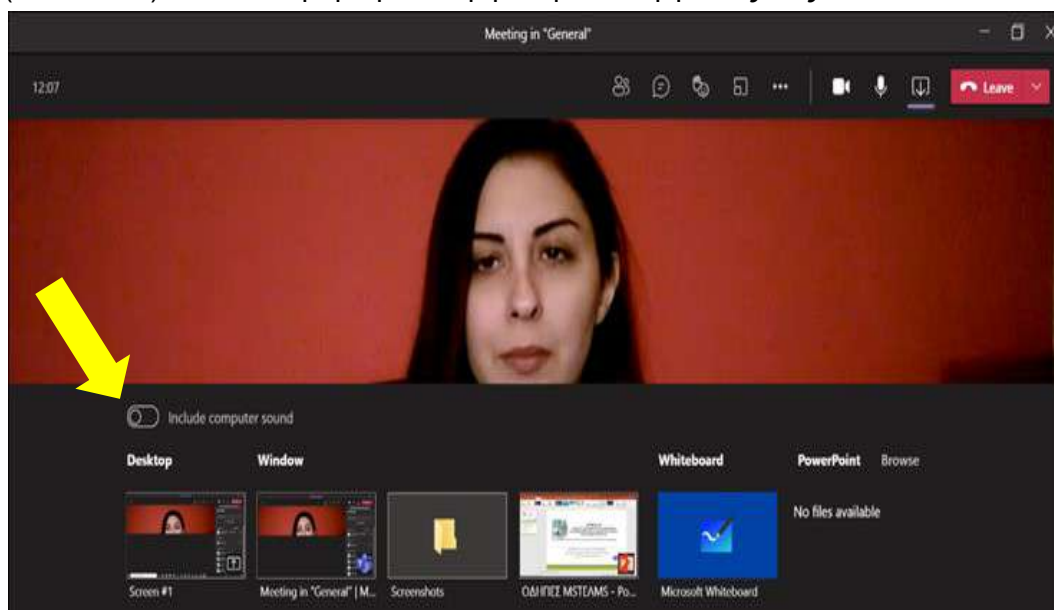 Meeting in "General"
12:07
Leave
Include computer sound
Desktop Window Whiteboard PowerPoint Browse
No files available
Screen #1 Meeting in "General" | M... Screenshots ΟΔΗΓΙΕΣ MSTEAMS - Po... Microsoft Whiteboard